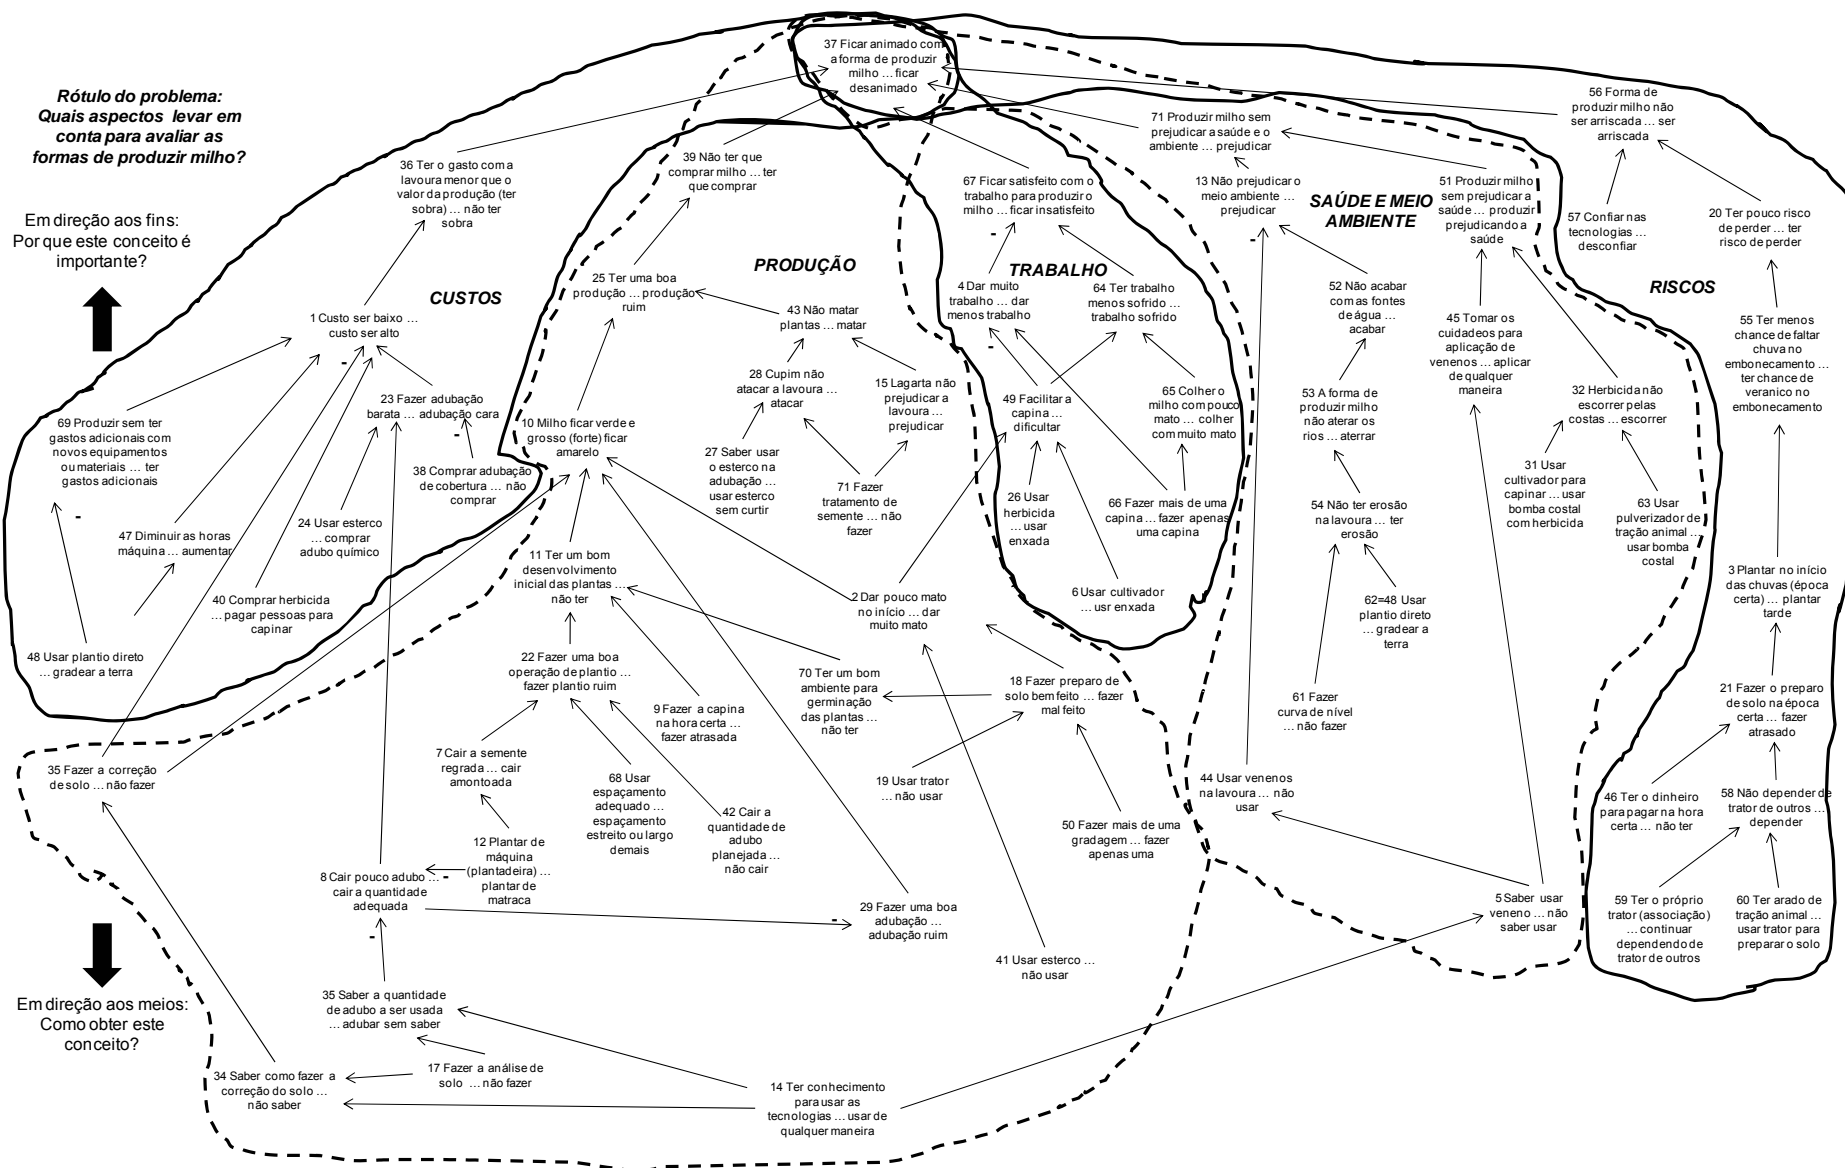 37 Ficar animado com
a forma de produzir
milho ... ficar
desanimado
Rótulo do problema:
Quais aspectos levar em
conta para avaliar as
formas de produzir milho?
56 Forma de
produzir milho não
ser arriscada ... ser
arriscada
71 Produzir milho sem
prejudicar a saúde e o
ambiente ... prejudicar
36 Ter o gasto com a
lavoura menor que o
valor da produção (ter
sobra) ... não ter
sobra
39 Não ter que
comprar milho ... ter
que comprar
67 Ficar satisfeito com o
trabalho para produzir o
milho ... ficar insatisfeito
-
13 Não prejudicar o
meio ambiente ...
prejudicar
-
SAÚDE E MEIO
AMBIENTE
51 Produzir milho
sem prejudicar a
saúde ... produzir
prejudicando a
saúde
57 Confiar nas
tecnologias ...
desconfiar
20 Ter pouco risco
de perder ... ter
risco de perder
Em direção aos fins:
Por que este conceito é
importante?
CUSTOS
PRODUÇÃO
TRABALHO
RISCOS
25 Ter uma boa
produção ... produção
ruim
43 Não matar
plantas ... matar
4 Dar muito
trabalho ... dar
menos trabalho
-
64 Ter trabalho
menos sofrido ...
trabalho sofrido
52 Não acabar
com as fontes
de água ...
acabar
45 Tomar os
cuidadeos para
aplicação de
venenos ... aplicar
de qualquer
maneira
55 Ter menos
chance de faltar
chuva no
embonecamento ...
ter chance de
veranico no
embonecamento
1 Custo ser baixo ...
custo ser alto
-
28 Cupim não
atacar a lavoura ...
atacar
15 Lagarta não
prejudicar a
lavoura ...
prejudicar
49 Facilitar a
capina ...
dificultar
65 Colher o
milho com pouco
mato ... colher
com muito mato
53 A forma de
produzir milho
não aterar os
rios ... aterrar
32 Herbicida não
escorrer pelas
costas ... escorrer
69 Produzir sem ter
gastos adicionais com
novos equipamentos
ou materiais ... ter
gastos adicionais
-
23 Fazer adubação
barata ... adubação cara
-
10 Milho ficar verde e
grosso (forte) ficar
amarelo
27 Saber usar
o esterco na
adubação ...
usar esterco
sem curtir
38 Comprar adubação
de cobertura ... não
comprar
71 Fazer
tratamento de
semente ... não
fazer
26 Usar
herbicida
... usar
enxada
66 Fazer mais de uma
capina ... fazer apenas
uma capina
54 Não ter erosão
na lavoura ... ter
erosão
31 Usar
cultivador para
capinar ... usar
bomba costal
com herbicida
63 Usar
pulverizador de
tração animal ...
usar bomba
costal
47 Diminuir as horas
máquina ... aumentar
24 Usar esterco
... comprar
adubo químico
11 Ter um bom
desenvolvimento
inicial das plantas ...
não ter
40 Comprar herbicida
... pagar pessoas para
capinar
2 Dar pouco mato
no início ... dar
muito mato
6 Usar cultivador
... usr enxada
62=48 Usar
plantio direto
... gradear a
terra
3 Plantar no início
das chuvas (época
certa) ... plantar
tarde
48 Usar plantio direto
... gradear a terra
22 Fazer uma boa
operação de plantio ...
fazer plantio ruim
70 Ter um bom
ambiente para
germinação
das plantas ...
não ter
18 Fazer preparo de
solo bem feito ... fazer
mal feito
61 Fazer
curva de nível
... não fazer
21 Fazer o preparo
de solo na época
certa ... fazer
atrasado
9 Fazer a capina
na hora certa ...
fazer atrasada
7 Cair a semente
regrada ... cair
amontoada
35 Fazer a correção
de solo ... não fazer
68 Usar
espaçamento
adequado ...
espaçamento
estreito ou largo
demais
19 Usar trator
... não usar
44 Usar venenos
na lavoura ... não
usar
46 Ter o dinheiro
para pagar na hora
certa ... não ter
58 Não depender de
trator de outros ...
depender
42 Cair a
quantidade de
adubo
planejada ...
não cair
50 Fazer mais de uma
gradagem ... fazer
apenas uma
12 Plantar de
máquina
(plantadeira) ...
plantar de
matraca
8 Cair pouco adubo ...
cair a quantidade
adequada
-
-
29 Fazer uma boa
adubação ...
adubação ruim
-
5 Saber usar
veneno ... não
saber usar
59 Ter o próprio
trator (associação)
... continuar
dependendo de
trator de outros
60 Ter arado de
tração animal ...
usar trator para
preparar o solo
41 Usar esterco ...
não usar
Em direção aos meios:
Como obter este
conceito?
35 Saber a quantidade
de adubo a ser usada
... adubar sem saber
17 Fazer a análise de
solo ... não fazer
34 Saber como fazer a
correção do solo ...
não saber
14 Ter conhecimento
para usar as
tecnologias ... usar de
qualquer maneira